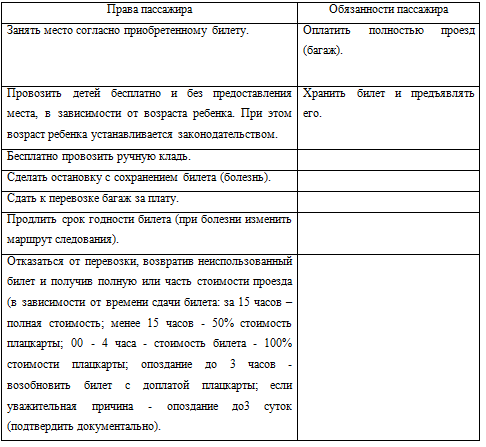 Права пассажира
Обязанности пассажира
Занять место согласно приобретенному билету.
Оплатить полностью проезд
(багаж).
Провозить детей бесплатно и без предоставления
места, в зависимости от возраста ребенка. При этом
возраст ребенка устанавливается законодательством.
Хранить билет и предъявлять
его.
Бесплатно провозить ручную кладь.
Сделать остановку с сохранением билета (болезнь).
Сдать к перевозке багаж за плату.
Продлить срок годности билета (при болезни изменить
маршрут следования).
Отказаться от перевозки, возвратив неиспользованный
билет и получив полную или часть стоимости проезда
(в зависимости от времени сдачи билета: за 15 часов –
полная стоимость; менее 15 часов - 50% стоимость
плацкарты; 00 - 4 часа - стоимость билета - 100%
стоимости плацкарты; опоздание до 3 часов -
возобновить билет с доплатой плацкарты; если
уважительная причина - опоздание до3 суток
(подтвердить документально).